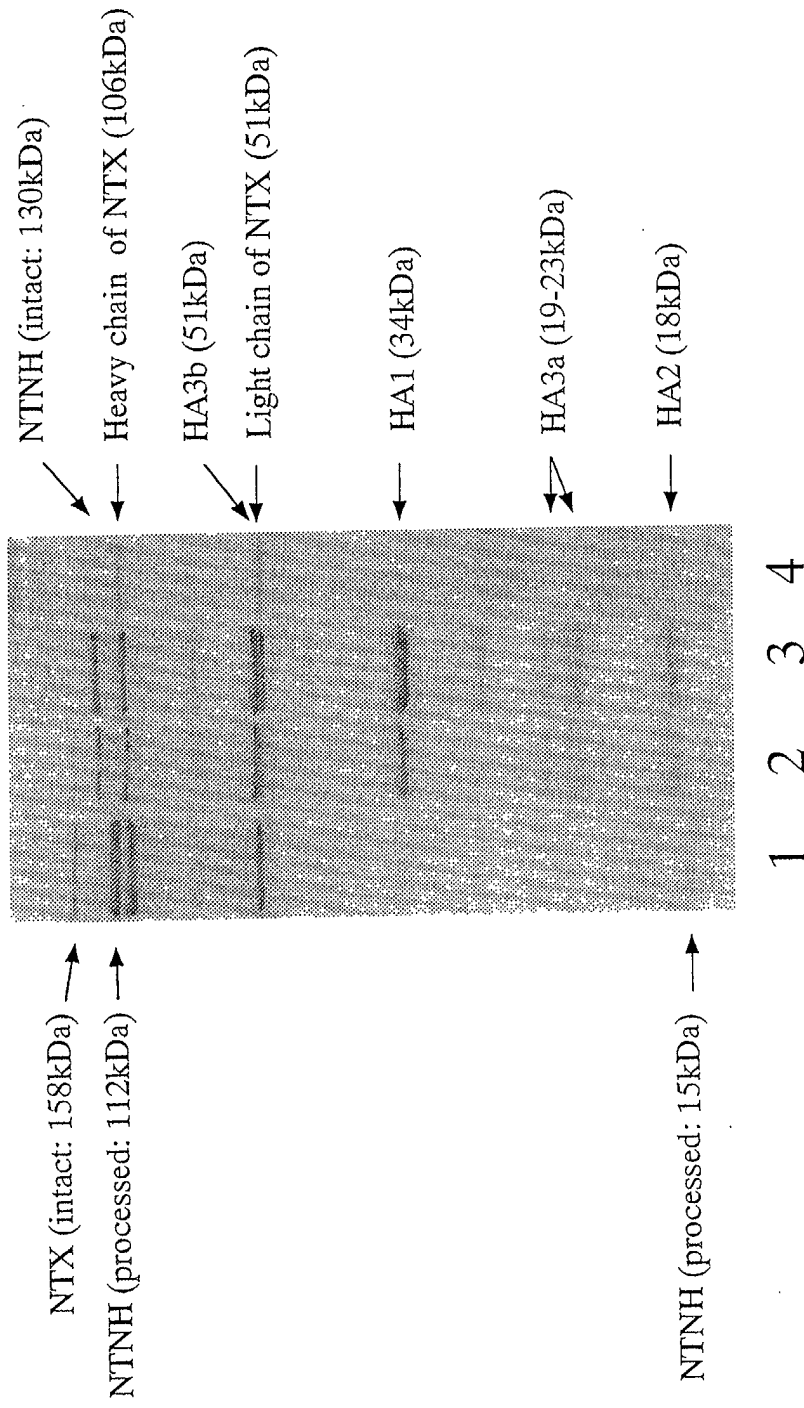 NTX (intact: 158kDa)
NTNH (processed: 112kDa)
NTNH (processed: 15kDa)
NTNH (intact: 130kDa)
Heavy chain of NTX (106kDa)
HA3b (51kDa)
Light chain of NTX (51kDa)
HA1 (34kDa)
HA3a (19-23kDa)
HA2 (18kDa)
1 2 3 4